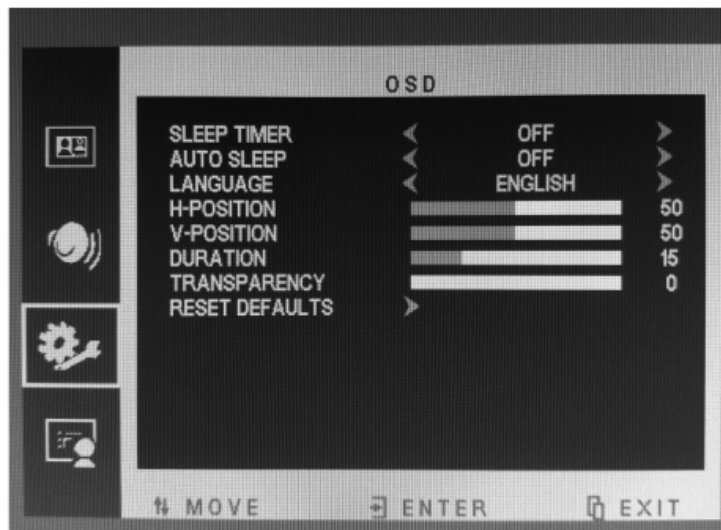 OSD
SLEEP TIMER OFF
AUTO SLEEP OFF
LANGUAGE ENGLISH
H-POSITION 50
V-POSITION 50
DURATION 15
TRANSPARENCY 0
RESET DEFAULTS
MOVE ENTER EXIT